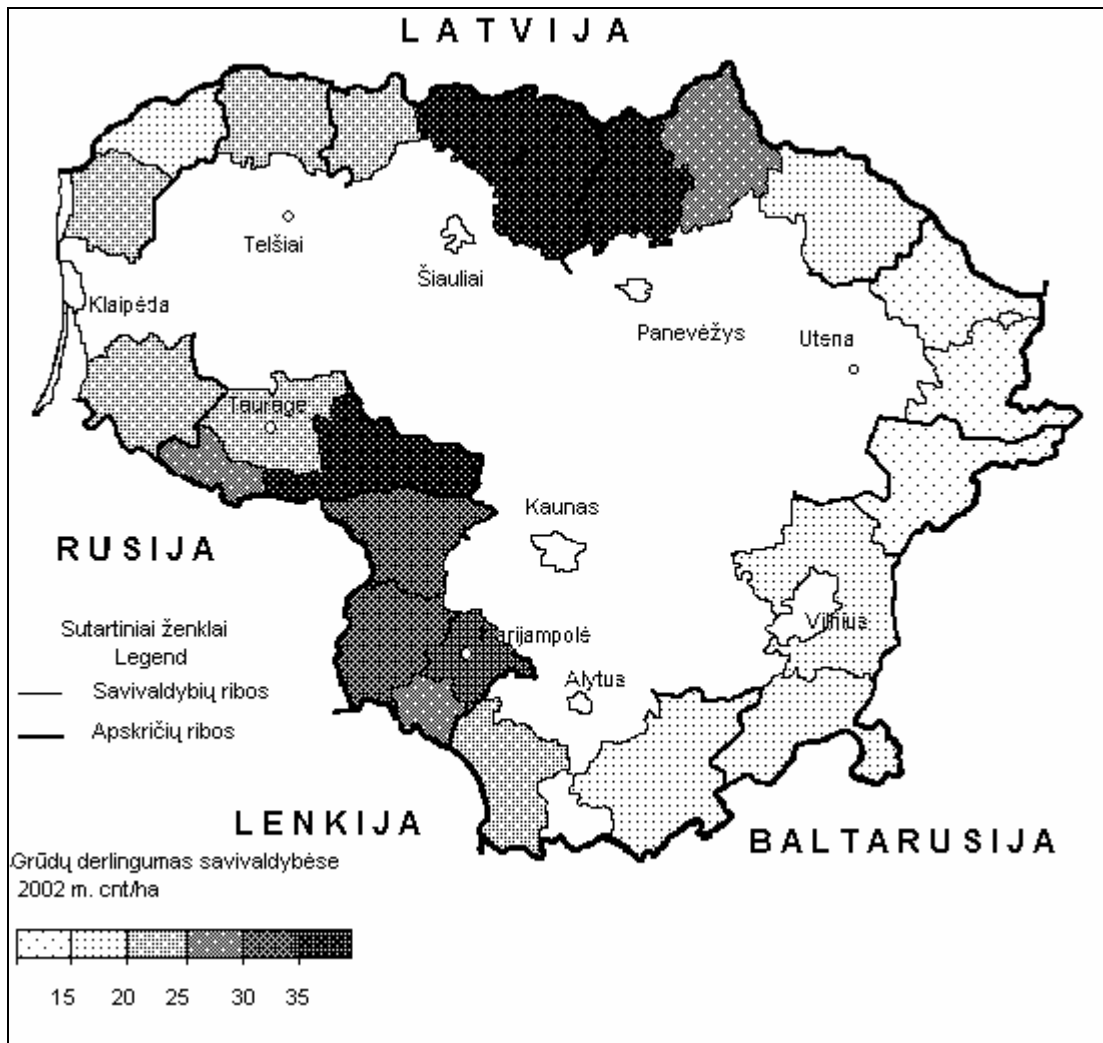 LATVIJA
Telšiai
Šiauliai
Klaipėda
Panevėžys
Utena
Tauragė
Kaunas
RUSIJA
Vilnius
Sutartiniai ženklai
Legend
Marijampolė
Alytus
Savivaldybių ribos
Apskričių ribos
LENKIJA
BALTARUSIJA
Grūdų derlingumas savivaldybėse
2002 m. cnt/ha
15 20 25 30 35